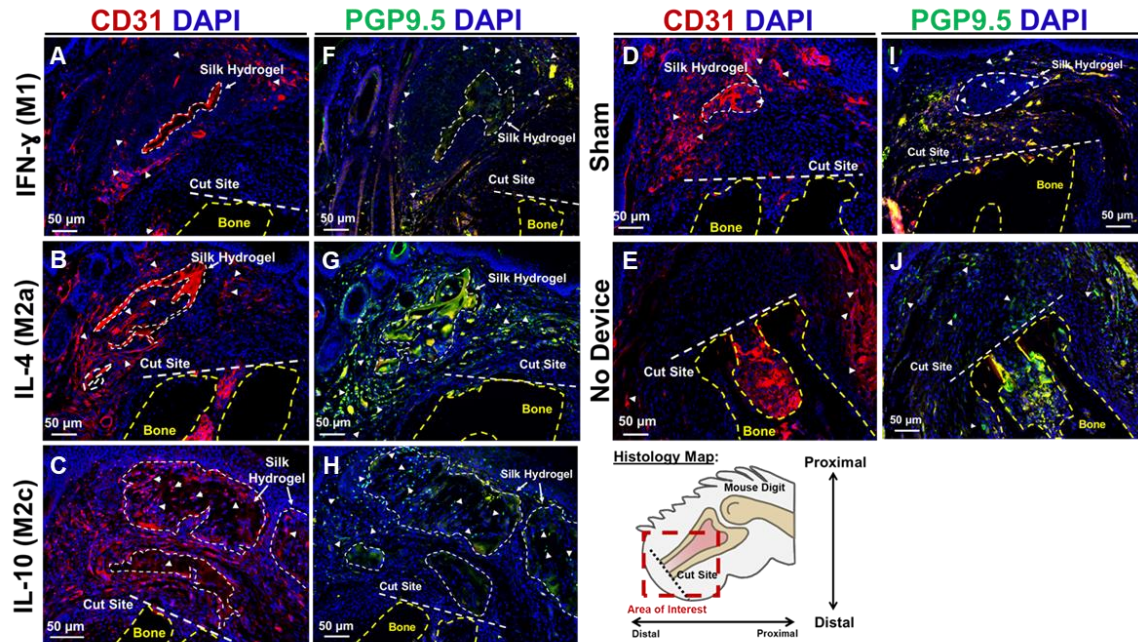 CD31 DAPI
PGP9.5 DAPI
CD31 DAPI
PGP9.5 DAPI
IFN-ɣ (M1)
A
Silk Hydrogel
Cut Site
50 µm
Bone
F
Silk Hydrogel
Cut Site
50 µm
Bone
Sham
D
Silk Hydrogel
Cut Site
50 µm
Bone
I
Silk Hydrogel
Cut Site
Bone
50 µm
IL-4 (M2a)
B
Silk Hydrogel
Cut Site
50 µm
Bone
G
Silk Hydrogel
Cut Site
50 µm
Bone
No Device
E
Cut Site
50 µm
Bone
J
Cut Site
50 µm
Bone
IL-10 (M2c)
C
Silk
Hydrogel
Cut Site
50 µm
Bone
H
Silk Hydrogel
Cut Site
50 µm
Bone
Histology Map:
Mouse Digit
Cut Site
Area of Interest
Distal
Proximal
Proximal
Distal